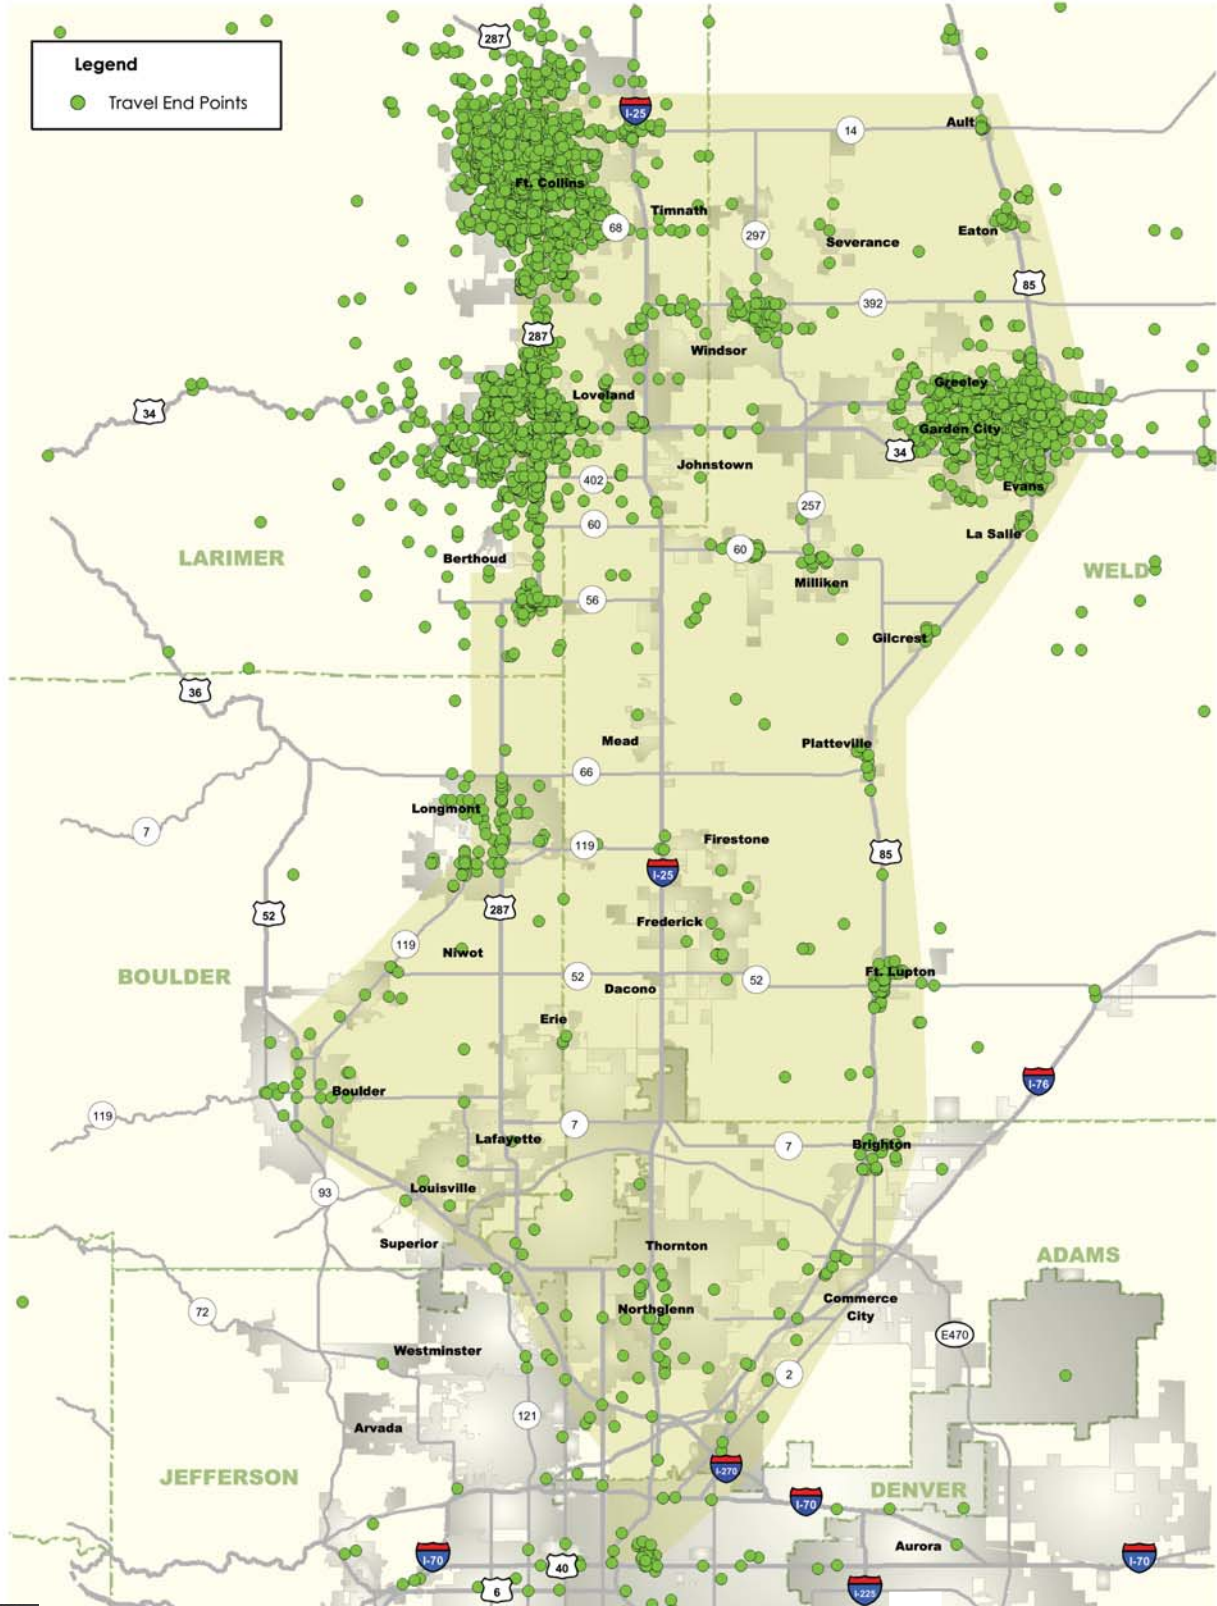 287
Legend
Travel End Points
I-25
Ault
14
Ft. Collins
Timnath
68
297
Severance
Eaton
85
392
287
Windsor
Greeley
Loveland
34
Garden City
34
Johnstown
402
Evans
257
60
La Salle
60
LARIMER
Berthoud
WELD
Milliken
56
Gilcrest
36
Mead
Platteville
66
Longmont
7
119
Firestone
85
I-25
287
52
Frederick
119
Niwot
BOULDER
52
52
Ft. Lupton
Dacono
Erie
I-76
Boulder
119
7
Lafayette
7
Brighton
93
Louisville
Superior
Thornton
ADAMS
72
Northglenn
Commerce
City
E470
Westminster
2
121
Arvada
I-270
JEFFERSON
DENVER
I-70
Aurora
I-70
40
I-70
6
I-225